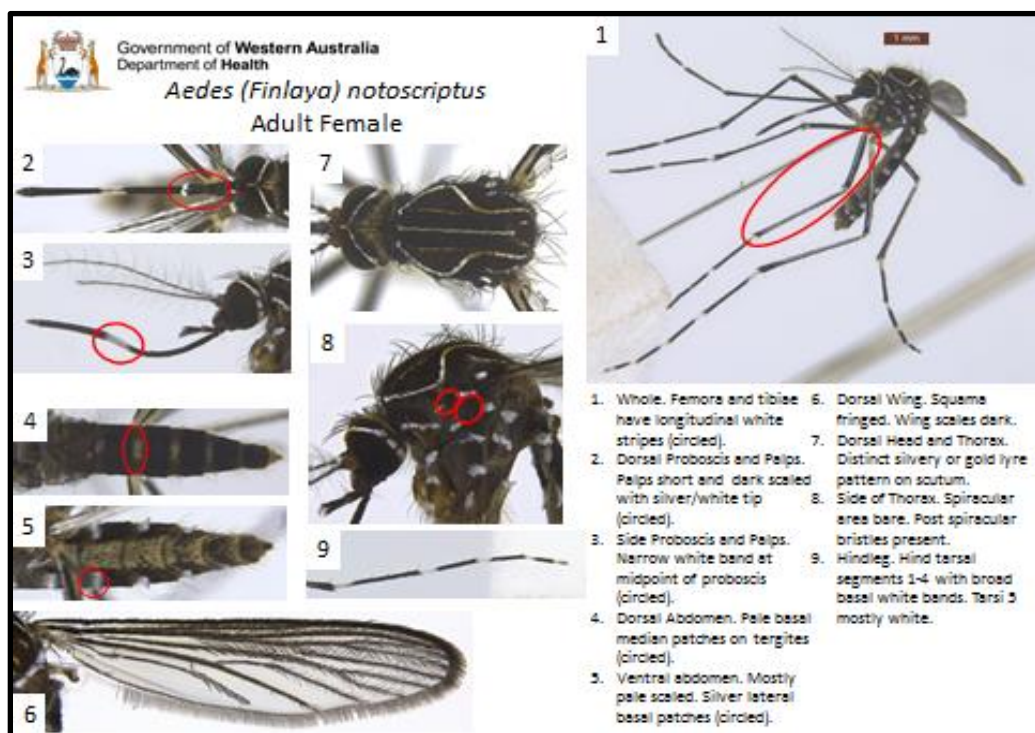 Government of Western Australia
Department of Health
Aedes (Finlaya) notoscriptus
Adult Female
1
1 mm
2
7
3
8
4
5
9
6
1. Whole. Femora and tibiae
have longitudinal white
stripes (circled).
2. Dorsal Proboscis and Palps.
Palps short and dark scaled
with silver/white tip
(circled).
3. Side Proboscis and Palps.
Narrow white band at
midpoint of proboscis
(circled).
4. Dorsal Abdomen. Pale basal
median patches on tergites
(circled).
5. Ventral abdomen. Mostly
pale scaled. Silver lateral
basal patches (circled).
6. Dorsal Wing. Squama
fringed. Wing scales dark.
7. Dorsal Head and Thorax.
Distinct silvery or gold lyre
pattern on scutum.
8. Side of Thorax. Spiracular
area bare. Post spiracular
bristles present.
9. Hindleg. Hind tarsal
segments 1-4 with broad
basal white bands. Tarsi 5
mostly white.